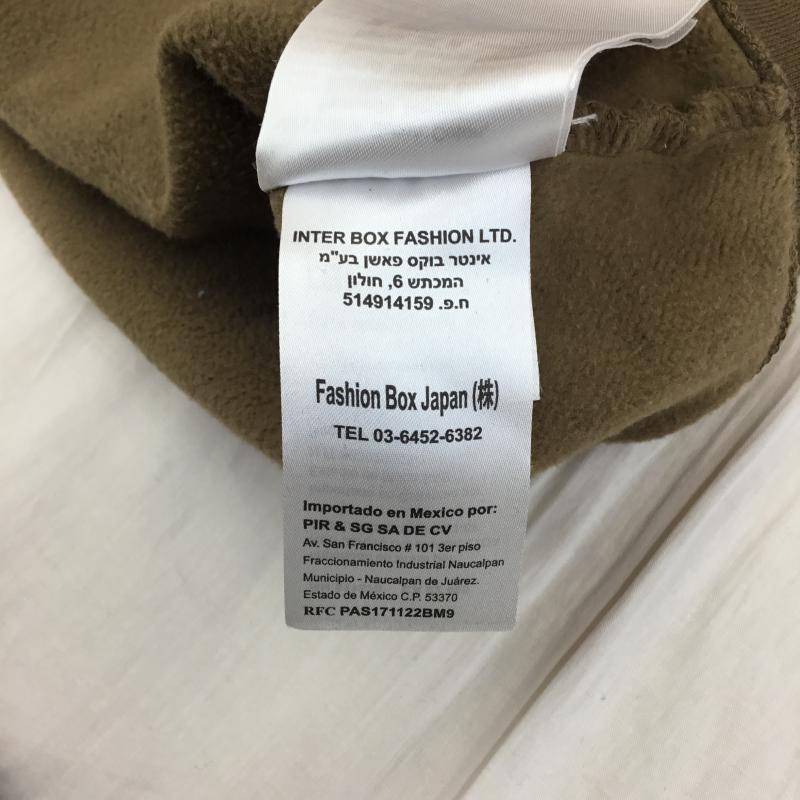 INTER BOX FASHION LTD.
אינטר בוקס פאשן בע"מ
המכתש 6, חולון
ח.פ. 514914159
Fashion Box Japan (株)
TEL 03-6452-6382
Importado en Mexico por:
PIR & SG SA DE CV
Av. San Francisco # 101 3er piso
Fraccionamiento Industrial Naucalpan
Municipio - Naucalpan de Juárez.
Estado de México C.P. 53370
RFC PAS171122BM9